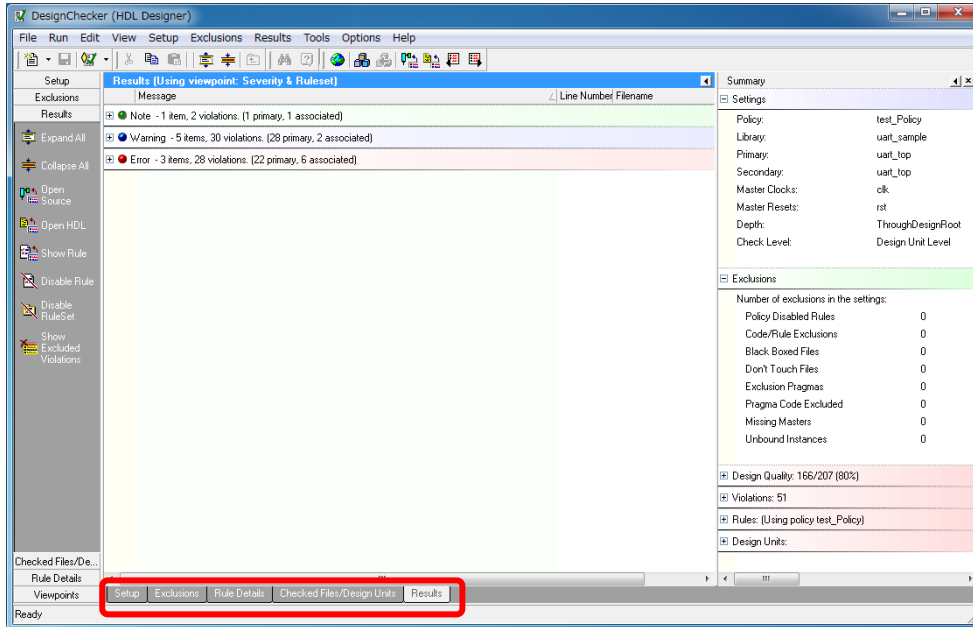 DesignChecker (HDL Designer)
File Run Edit View Setup Exclusions Results Tools Options Help
Setup
Exclusions
Results
Expand All
Collapse All
Open
Source
Open HDL
Show Rule
Disable Rule
Disable
RuleSet
Show
Excluded
Violations
Checked Files/De...
Rule Details
Viewpoints
Results (Using viewpoint: Severity & Ruleset)
Message Line Number Filename
Note - 1 item, 2 violations. (1 primary, 1 associated)
Warning - 5 items, 30 violations. (28 primary, 2 associated)
Error - 3 items, 28 violations. (22 primary, 6 associated)
Setup Exclusions Rule Details Checked Files/Design Units Results
Summary
Settings
Policy: test_Policy
Library: uart_sample
Primary: uart_top
Secondary: uart_top
Master Clocks: clk
Master Resets: rst
Depth: ThroughDesignRoot
Check Level: Design Unit Level
Exclusions
Number of exclusions in the settings:
Policy Disabled Rules 0
Code/Rule Exclusions 0
Black Boxed Files 0
Don't Touch Files 0
Exclusion Pragmas 0
Pragma Code Excluded 0
Missing Masters 0
Unbound Instances 0
Design Quality: 166/207 (80%)
Violations: 51
Rules: (Using policy test_Policy)
Design Units:
Ready